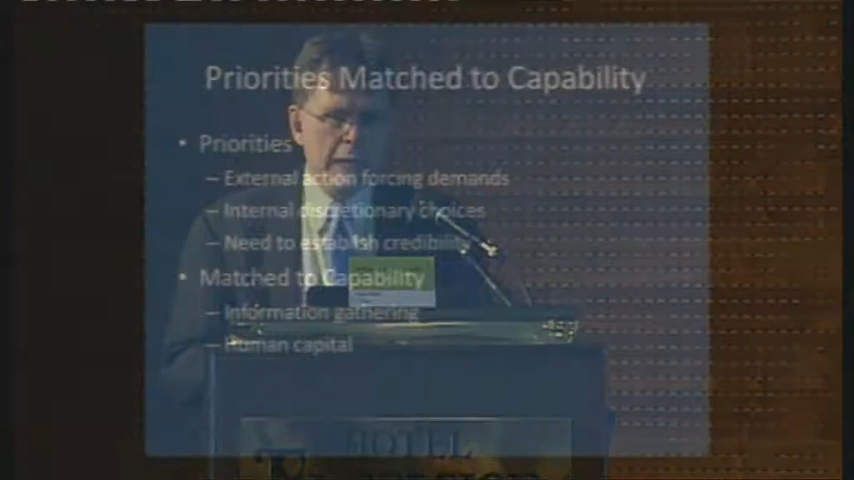 Priorities Matched to Capability
• Priorities
– External action forcing demands
– Internal discretionary choices
– Need to establish credibility
• Matched to Capability
– Information gathering
– Human capital
HOTEL